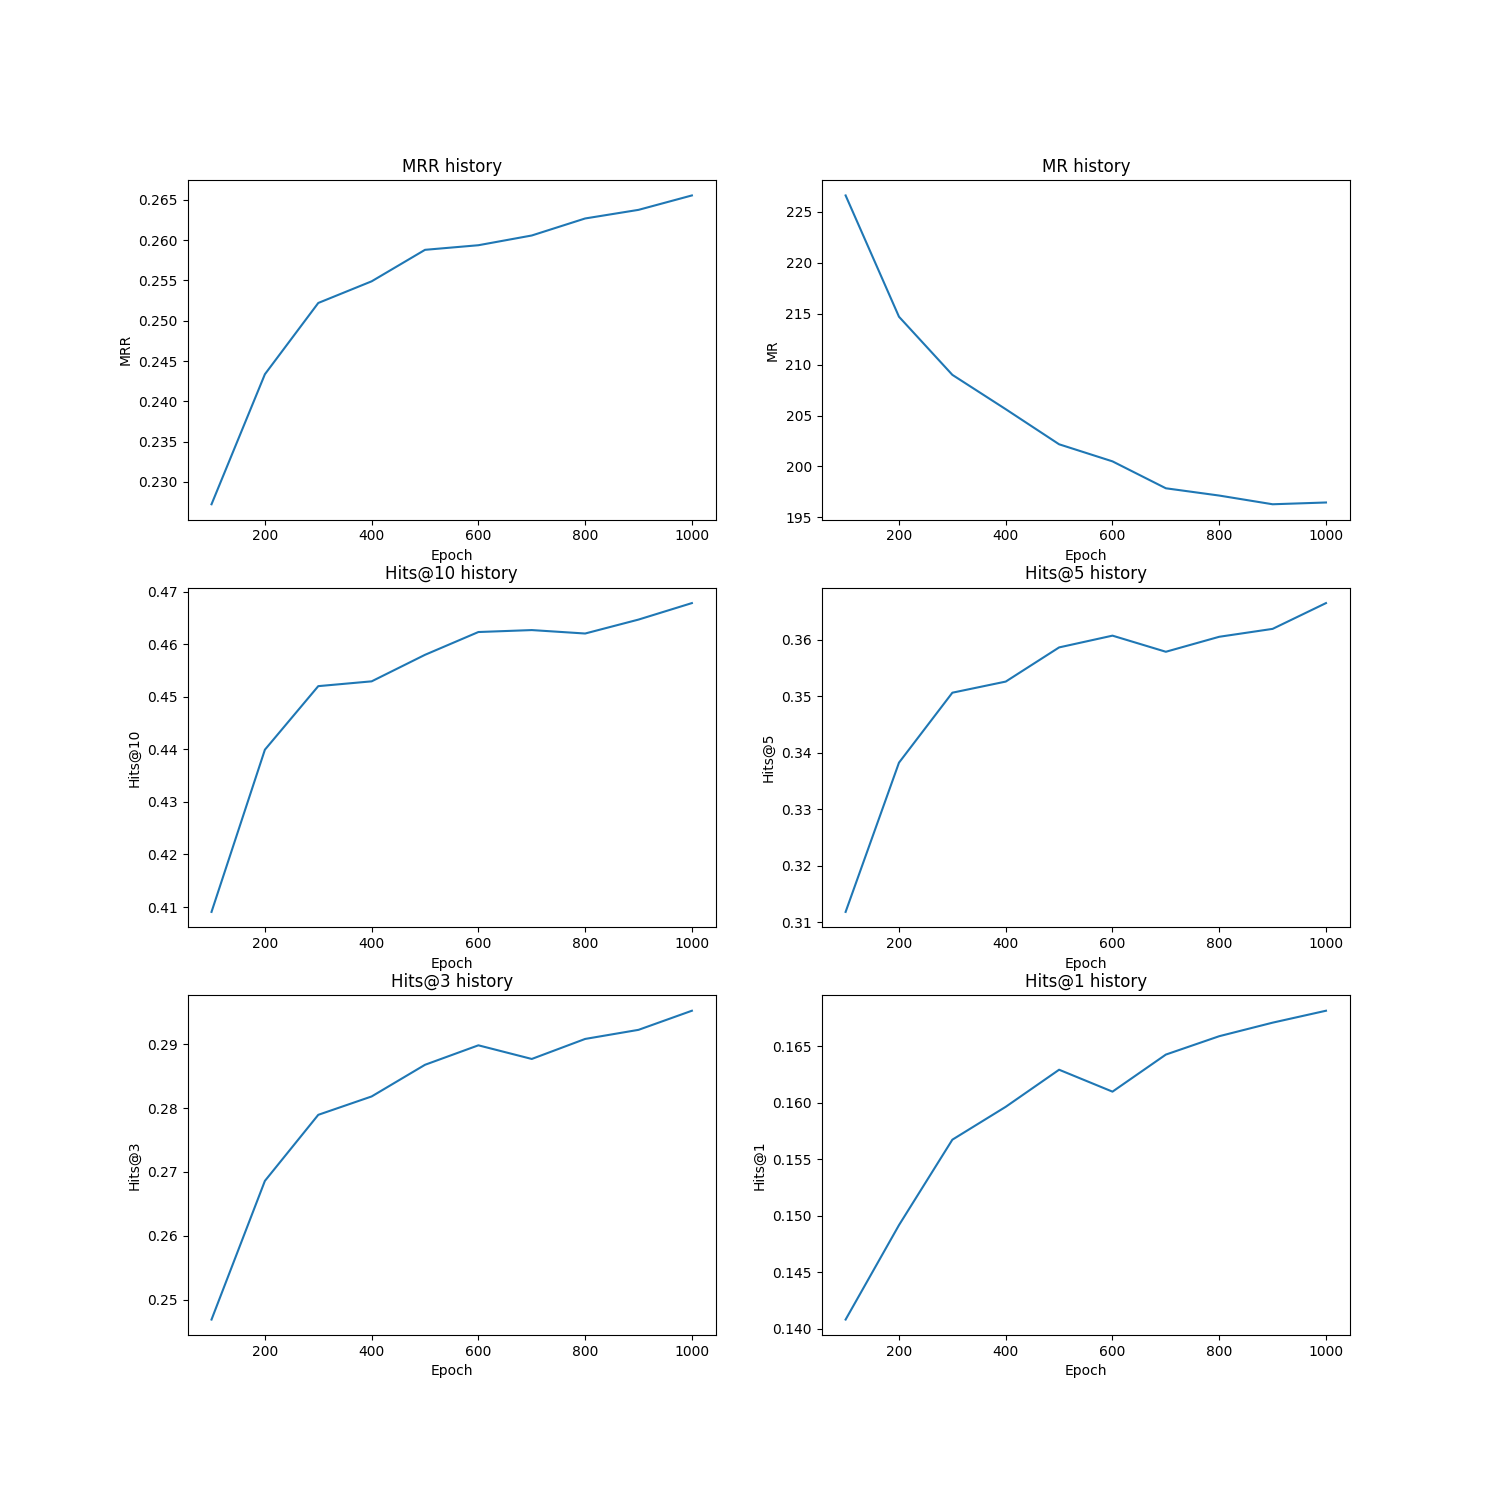 MRR history
0.265
0.260
0.255
0.250
0.245
0.240
0.235
0.230
MRR
200 400 600 800 1000
Epoch
MR history
225
220
215
210
205
200
195
MR
200 400 600 800 1000
Epoch
Hits@10 history
0.47
0.46
0.45
0.44
0.43
0.42
0.41
Hits@10
200 400 600 800 1000
Epoch
Hits@5 history
0.36
0.35
0.34
0.33
0.32
0.31
Hits@5
200 400 600 800 1000
Epoch
Hits@3 history
0.29
0.28
0.27
0.26
0.25
Hits@3
200 400 600 800 1000
Epoch
Hits@1 history
0.165
0.160
0.155
0.150
0.145
0.140
Hits@1
200 400 600 800 1000
Epoch